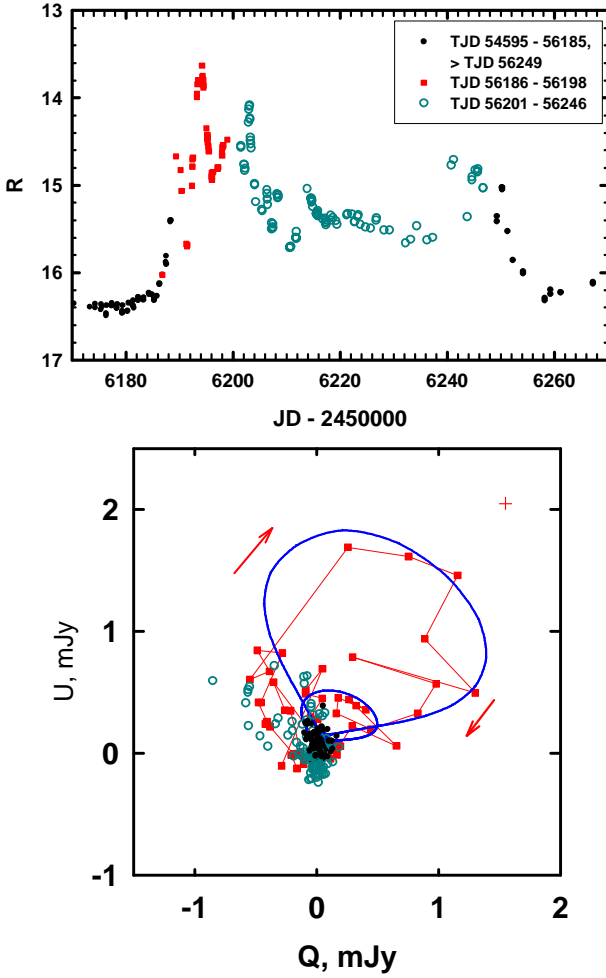 13
14
15
16
17
R
TJD 54595 - 56185,
> TJD 56249
TJD 56186 - 56198
TJD 56201 - 56246
6180 6200 6220 6240 6260
JD - 2450000
2
1
0
-1
U, mJy
-1 0 1 2
Q, mJy